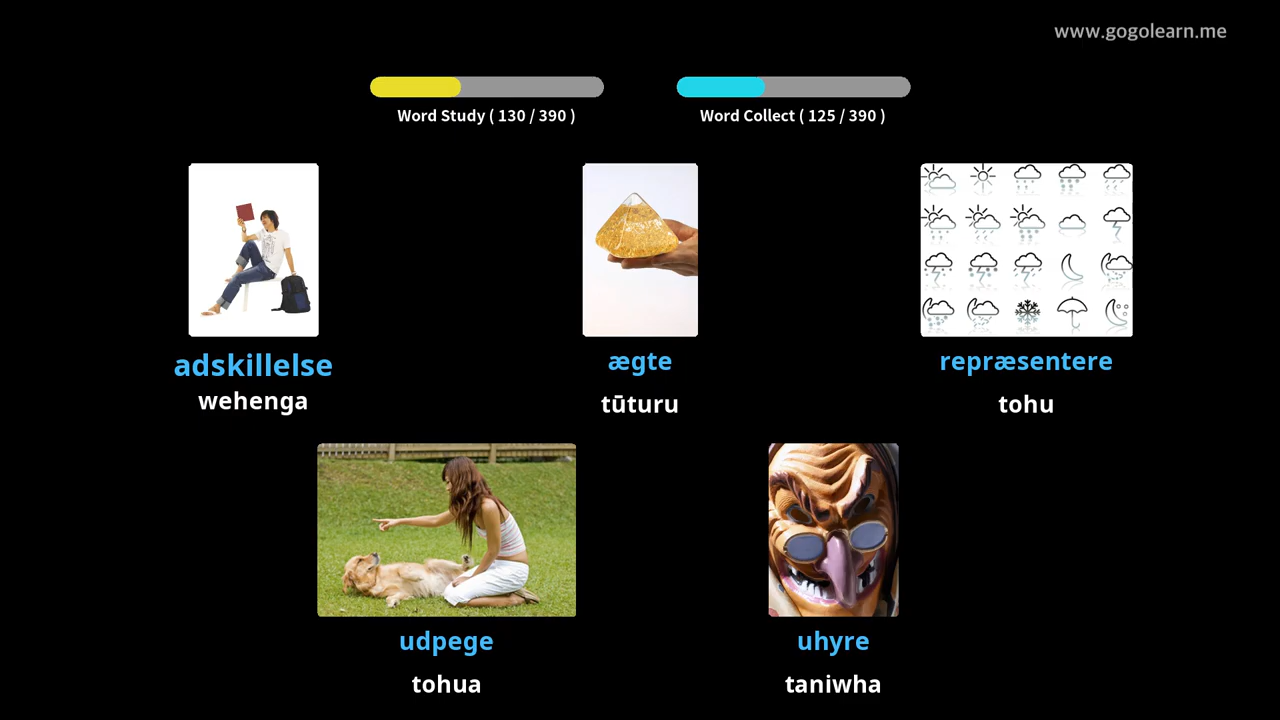 www.gogolearn.me
Word Study ( 130 / 390 )
Word Collect ( 125 / 390 )
adskillelse
wehenga
ægte
tūturu
repræsentere
tohu
udpege
tohua
uhyre
taniwha